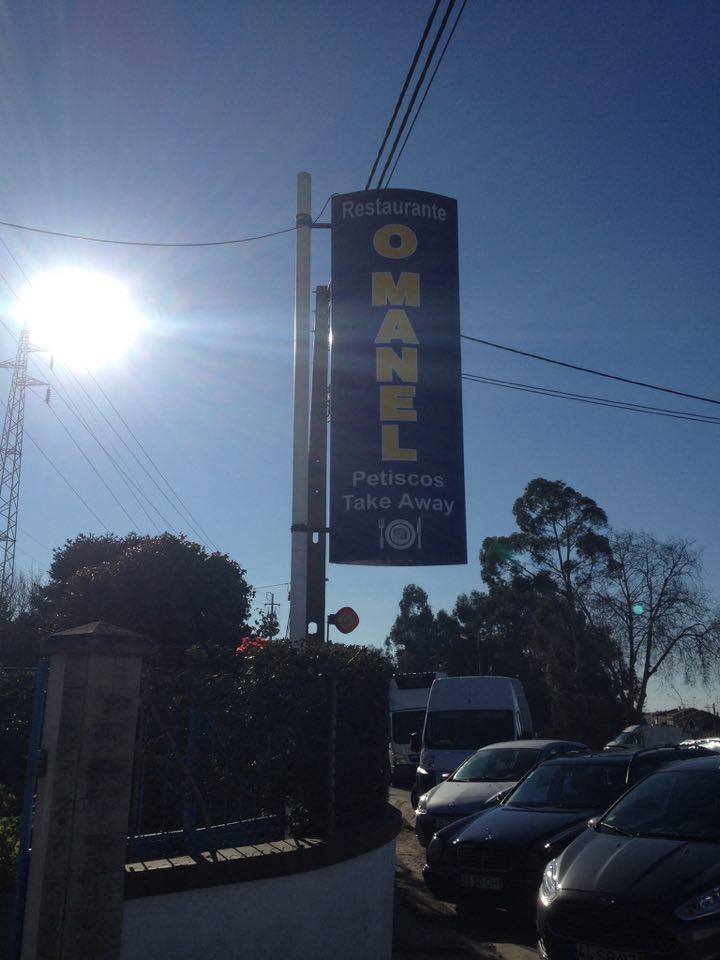 Restaurante
O MANEL
Petiscos
Take Away